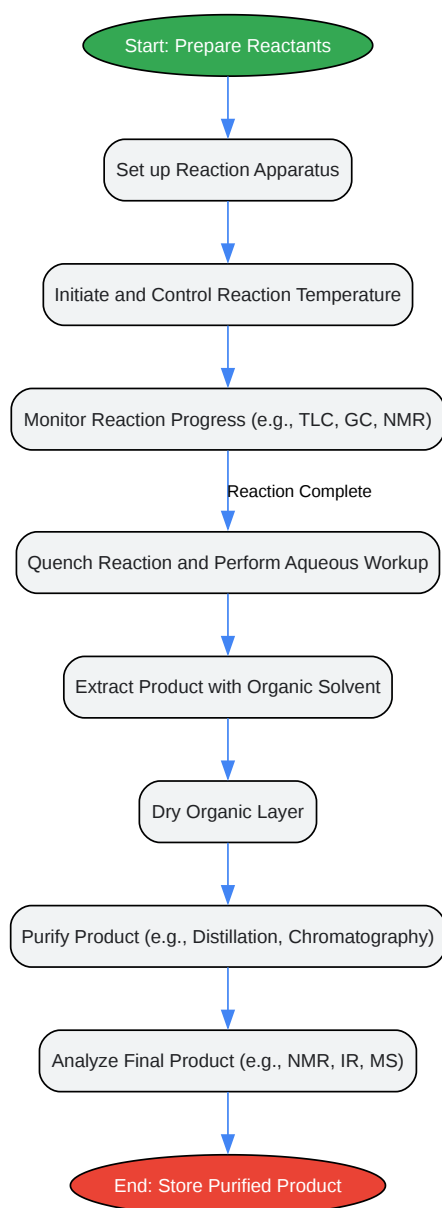 Start: Prepare Reactants
Set up Reaction Apparatus
Initiate and Control Reaction Temperature
Monitor Reaction Progress (e.g., TLC, GC, NMR)
Reaction Complete
Quench Reaction and Perform Aqueous Workup
Extract Product with Organic Solvent
Dry Organic Layer
Purify Product (e.g., Distillation, Chromatography)
Analyze Final Product (e.g., NMR, IR, MS)
End: Store Purified Product